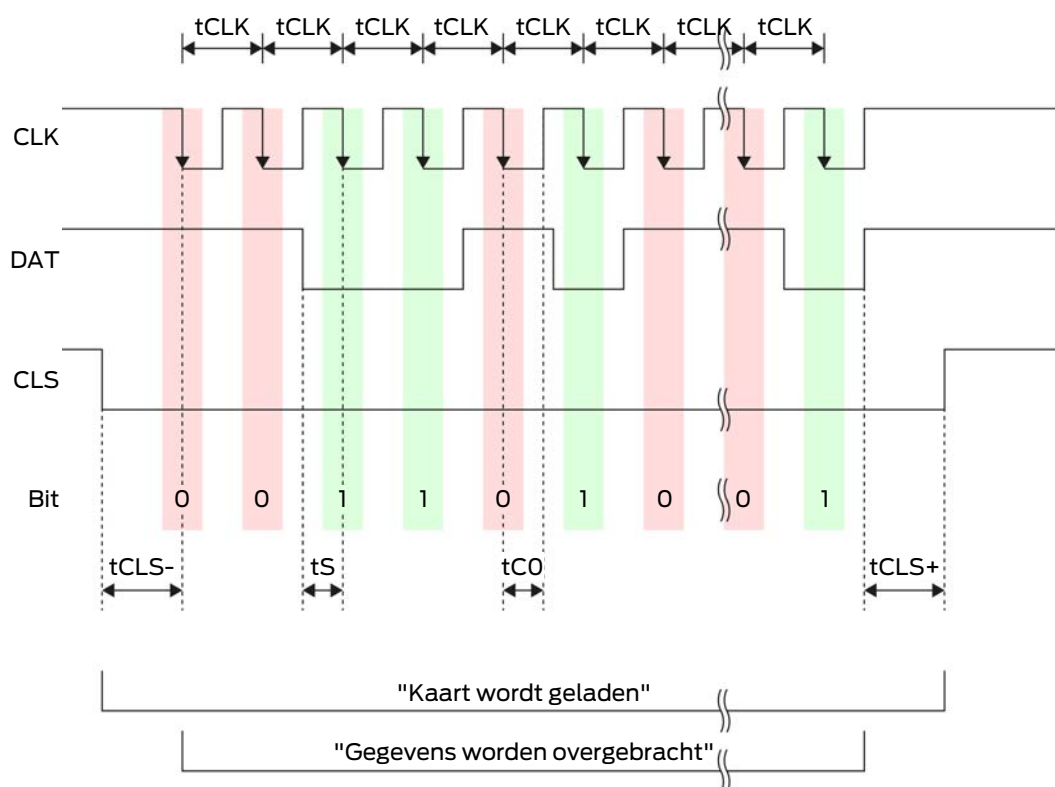 tCLK tCLK tCLK tCLK tCLK tCLK tCLK tCLK
CLK
DAT
CLS
Bit 0 0 1 1 0 1 0 0 1
tCLS- tS tC0 tCLS+
"Kaart wordt geladen"
"Gegevens worden overgebracht"